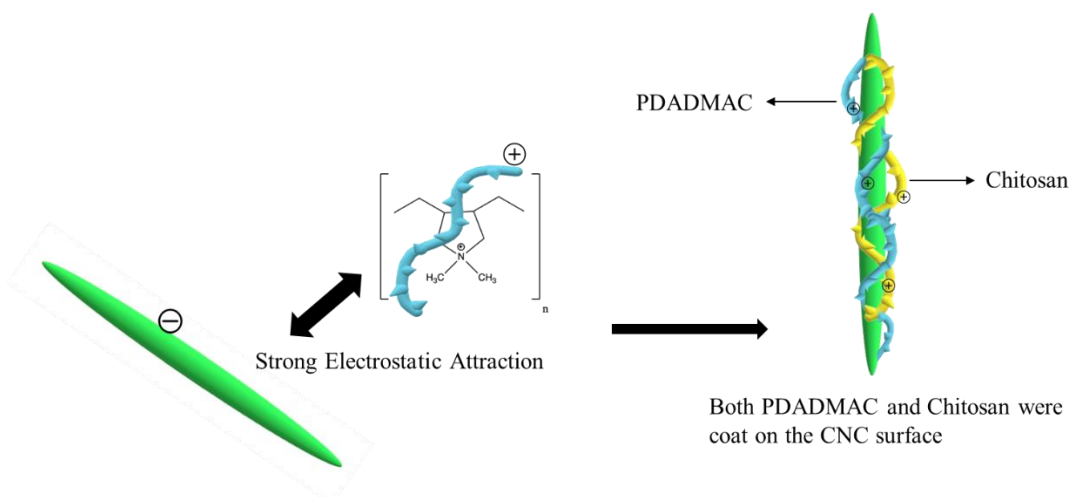 PDADMAC
Chitosan
⊕
⊕
⊕
⊕
⊕
⊕
N
H₃C
CH₃
n
⊖
Strong Electrostatic Attraction
Both PDADMAC and Chitosan were
coat on the CNC surface